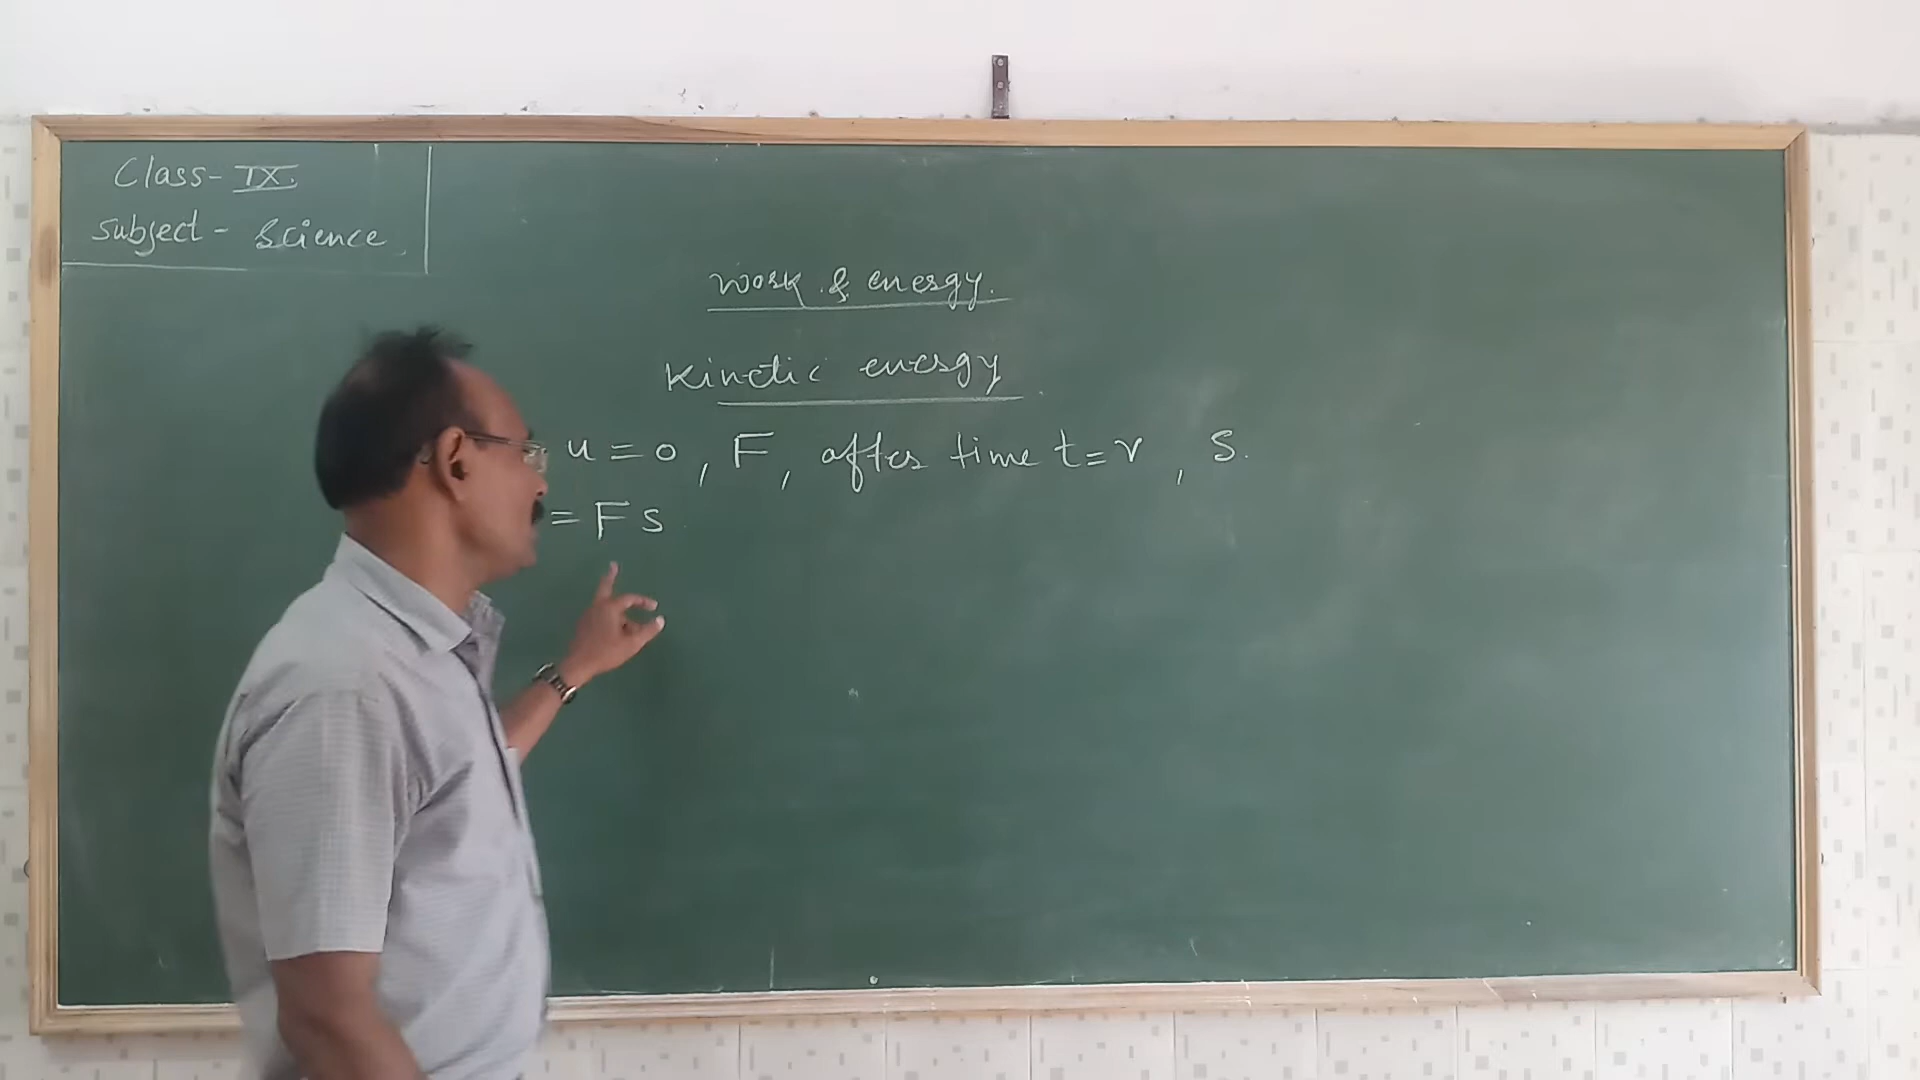 Class- IX.
Subject - Science
Work & energy.
Kinetic energy
u = 0, F, after time t = v, s.
= F s